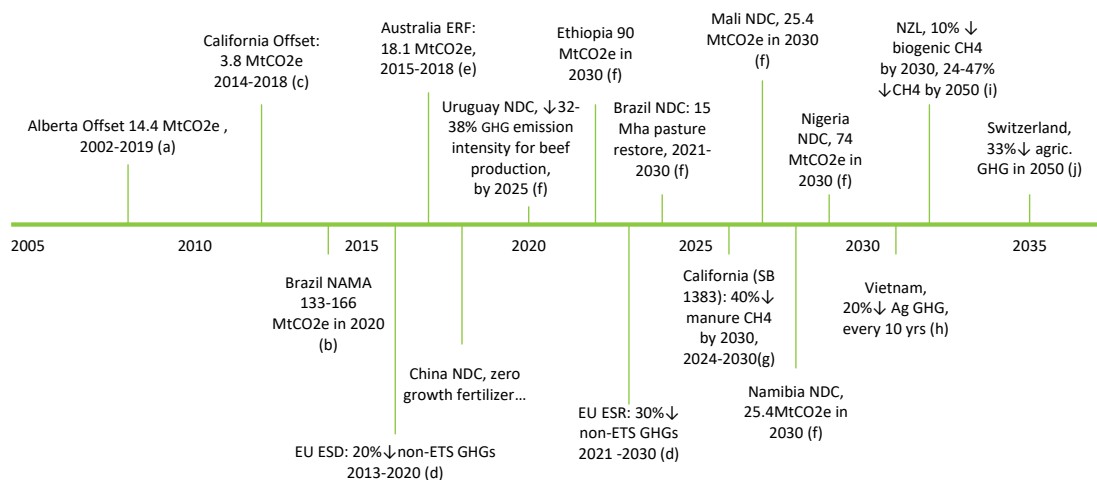 Alberta Offset 14.4 MtCO2e ,
2002-2019 (a)
California Offset:
3.8 MtCO2e
2014-2018 (c)
Australia ERF:
18.1 MtCO2e,
2015-2018 (e)
Uruguay NDC, ↓32-
38% GHG emission
intensity for beef
production,
by 2025 (f)
Ethiopia 90
MtCO2e in
2030 (f)
Brazil NDC: 15
Mha pasture
restore, 2021-
2030 (f)
Mali NDC, 25.4
MtCO2e in 2030
(f)
Nigeria
NDC, 74
MtCO2e in
2030 (f)
NZL, 10% ↓
biogenic CH4
by 2030, 24-47%
↓CH4 by 2050 (i)
Switzerland,
33%↓ agric.
GHG in 2050 (j)
2005 2010 2015 2020 2025 2030 2035
Brazil NAMA
133-166
MtCO2e in 2020
(b)
EU ESD: 20%↓non-ETS GHGs
2013-2020 (d)
China NDC, zero
growth fertilizer…
EU ESR: 30%↓
non-ETS GHGs
2021 -2030 (d)
California (SB
1383): 40%↓
manure CH4
by 2030,
2024-2030(g)
Namibia NDC,
25.4MtCO2e in
2030 (f)
Vietnam,
20%↓ Ag GHG,
every 10 yrs (h)